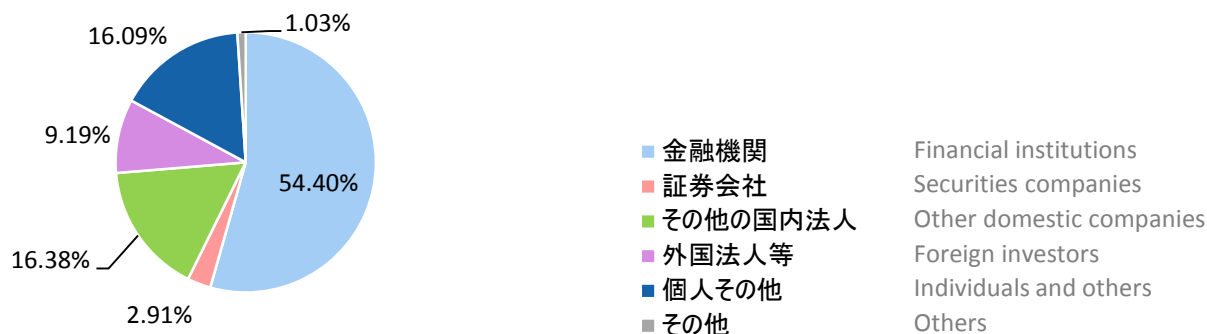 1.03%
16.09%
9.19%
54.40%
16.38%
2.91%
金融機関 Financial institutions
証券会社 Securities companies
その他の国内法人 Other domestic companies
外国法人等 Foreign investors
個人その他 Individuals and others
その他 Others